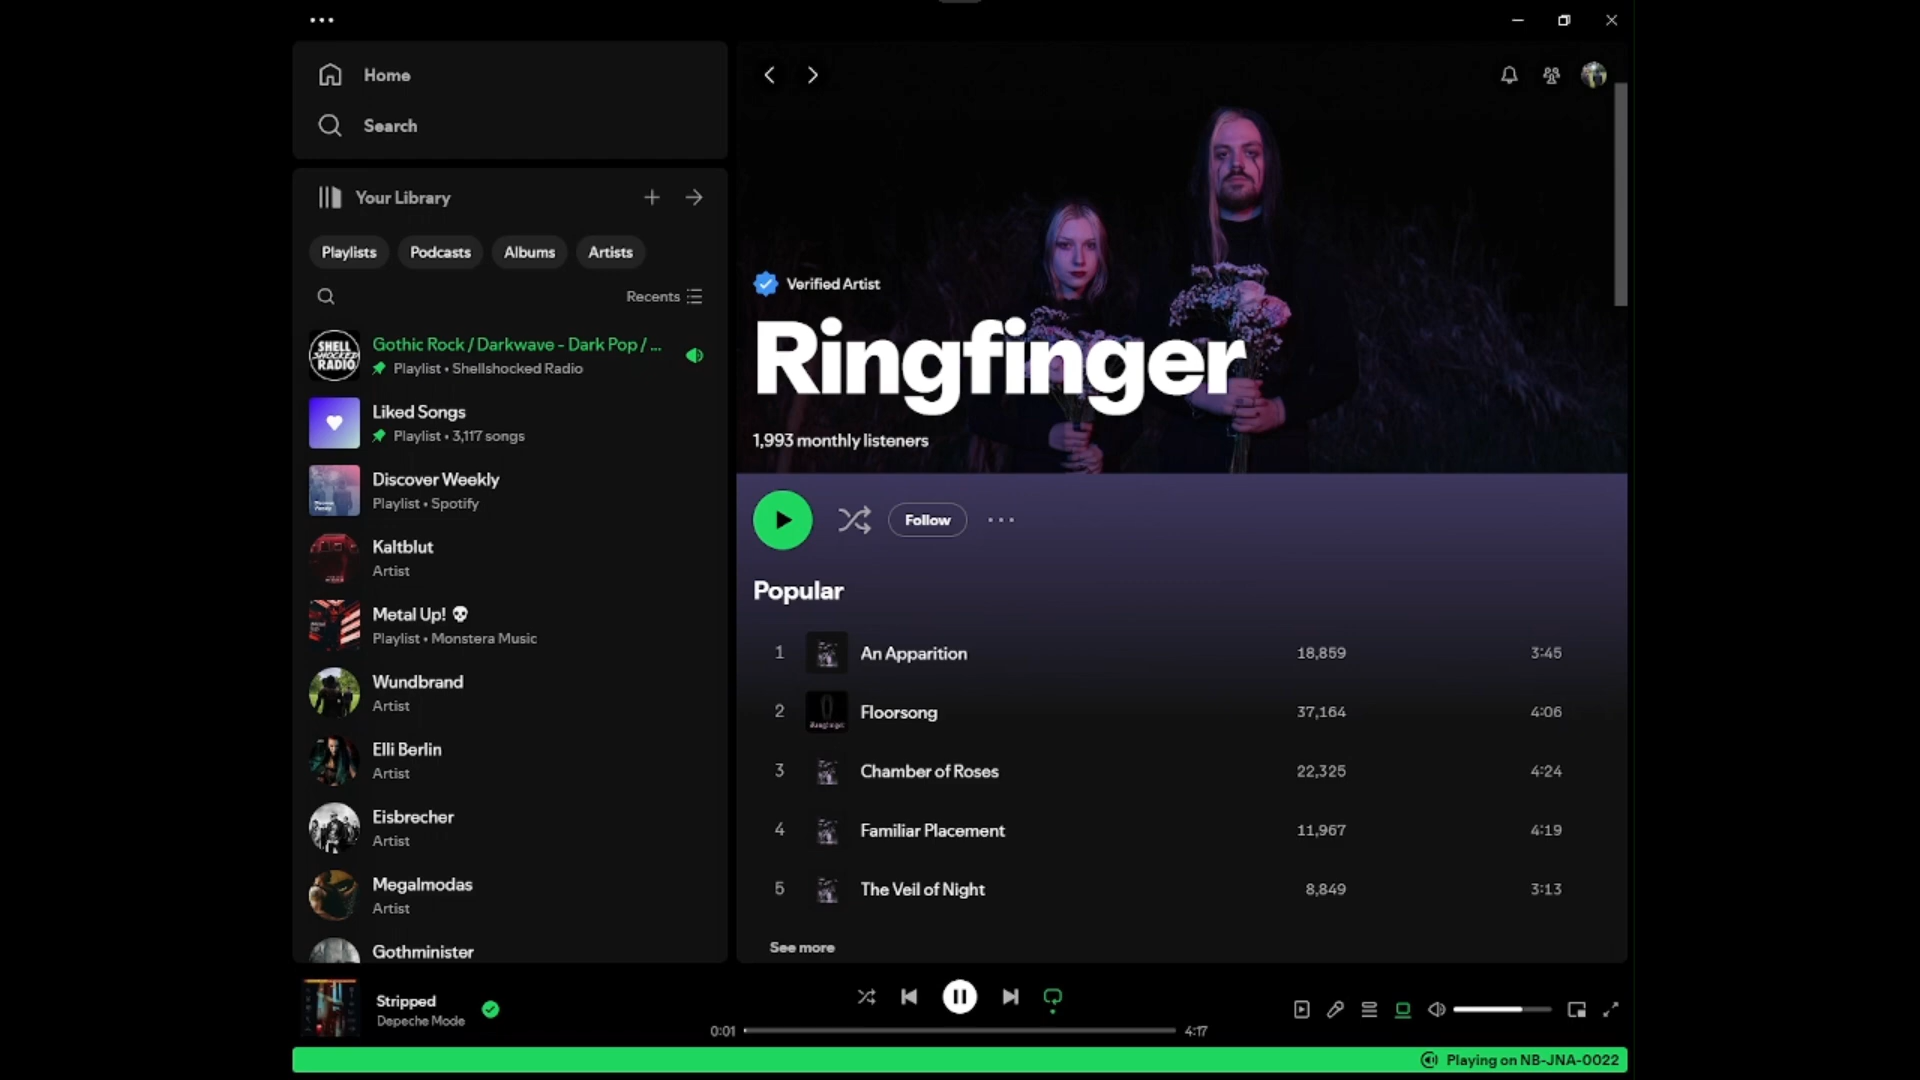 Home
Search
Your Library
Playlists
Podcasts
Albums
Artists
Recents
SHELL
SHOCKED
RADIO
Gothic Rock / Darkwave - Dark Pop / ...
Playlist • Shellshocked Radio
Liked Songs
Playlist • 3,117 songs
Discover Weekly
Playlist • Spotify
Kaltblut
Artist
Metal Up! 💀
Playlist • Monstera Music
Wundbrand
Artist
Elli Berlin
Artist
Eisbrecher
Artist
Megalmodas
Artist
Gothminister
Verified Artist
Ringfinger
1,993 monthly listeners
Follow
Popular
1 An Apparition 18,859 3:45
2 Floorsong 37,164 4:06
3 Chamber of Roses 22,325 4:24
4 Familiar Placement 11,967 4:19
5 The Veil of Night 8,849 3:13
See more
Stripped
Depeche Mode
0:01
4:17
Playing on NB-JNA-0022